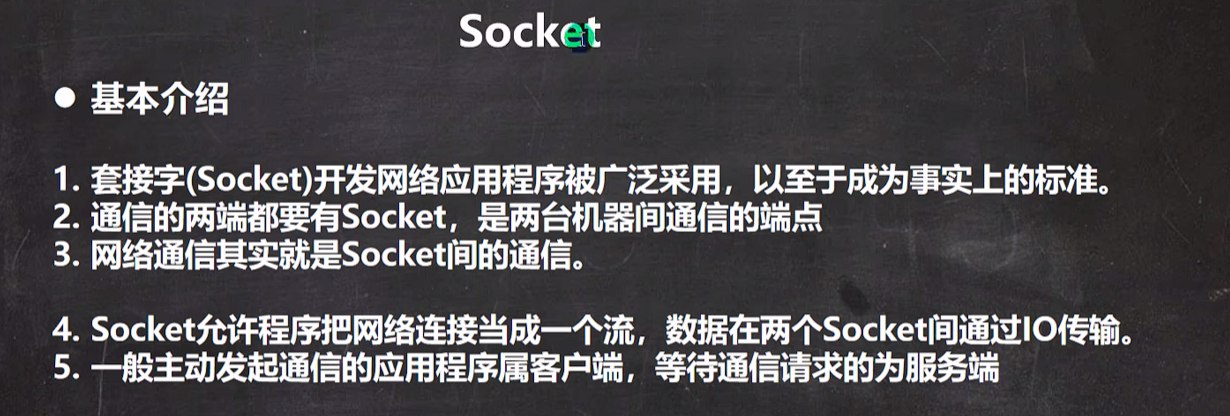 Socket
● 基本介绍
1. 套接字(Socket)开发网络应用程序被广泛采用，以至于成为事实上的标准。
2. 通信的两端都要有Socket，是两台机器间通信的端点
3. 网络通信其实就是Socket间的通信。
4. Socket允许程序把网络连接当成一个流，数据在两个Socket间通过IO传输。
5. 一般主动发起通信的应用程序属客户端，等待通信请求的为服务端